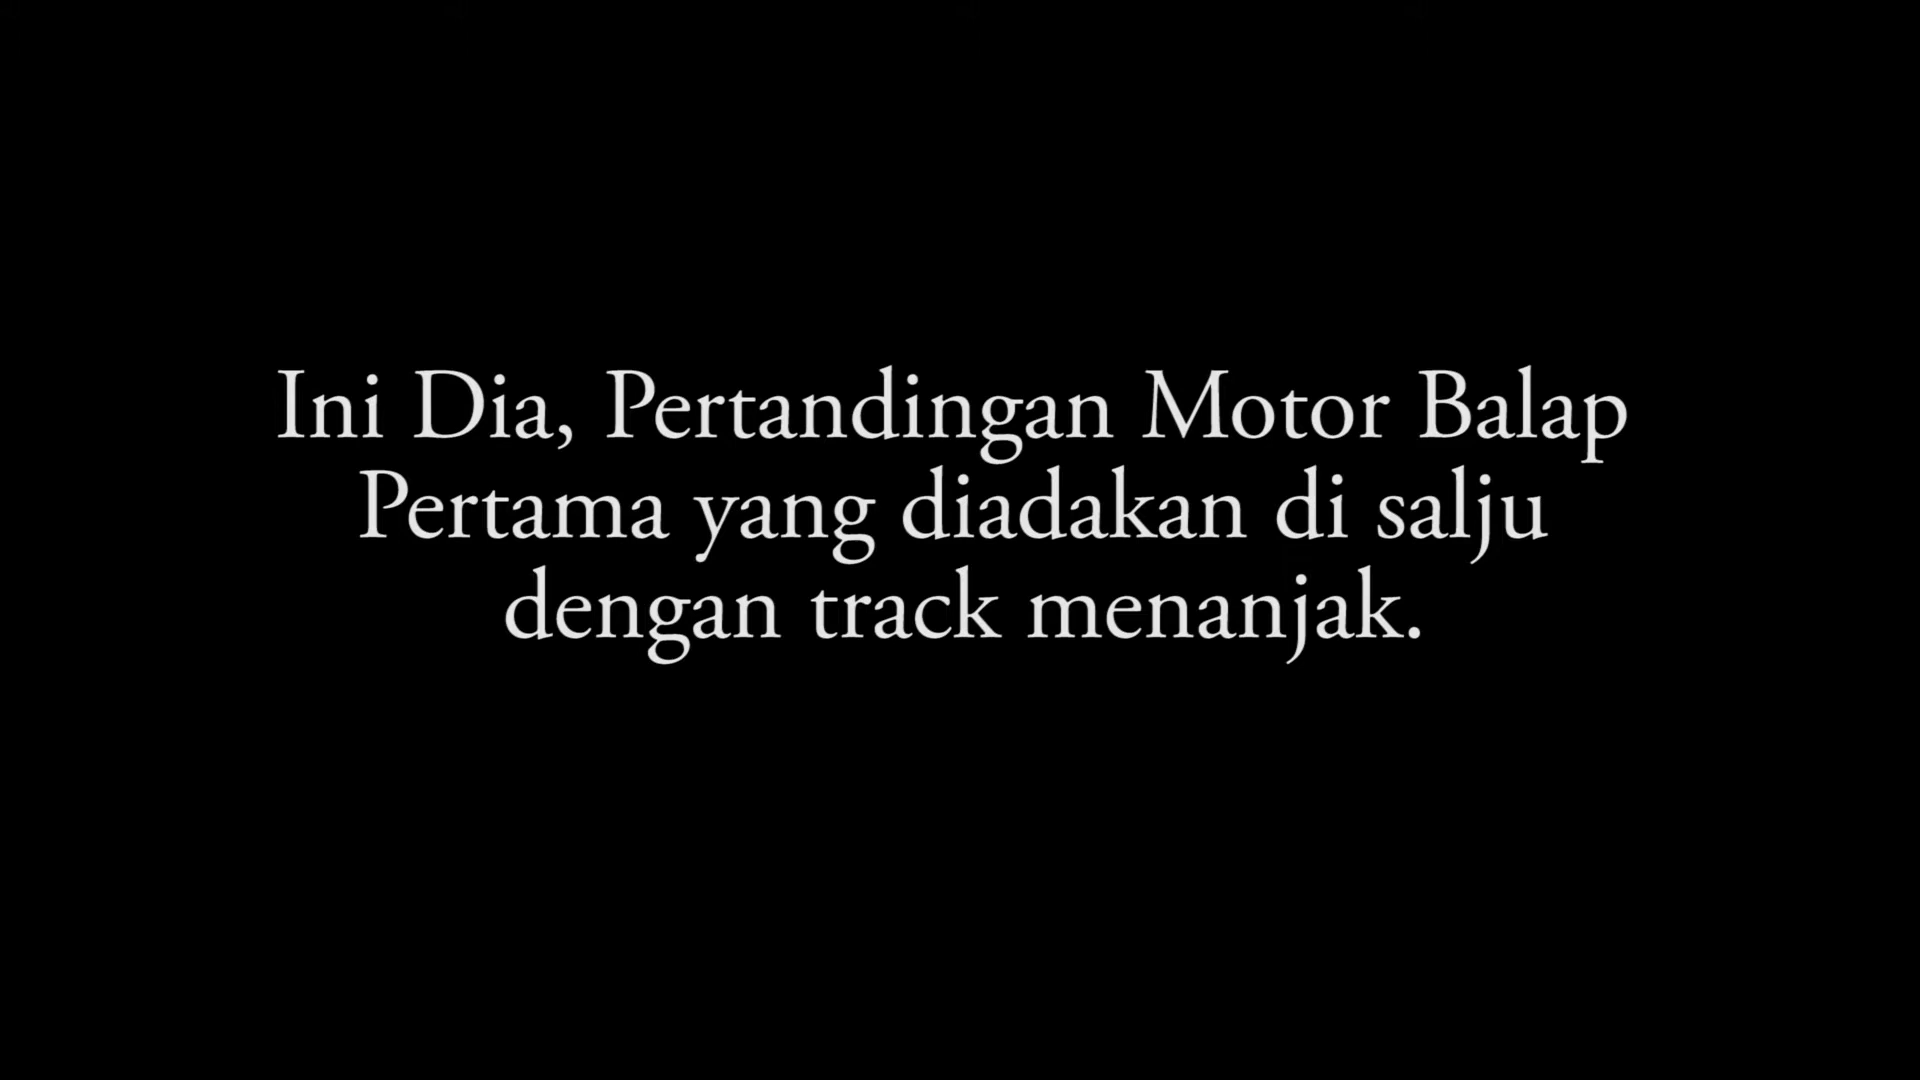 Ini Dia, Pertandingan Motor Balap
Pertama yang diadakan di salju
dengan track menanjak.